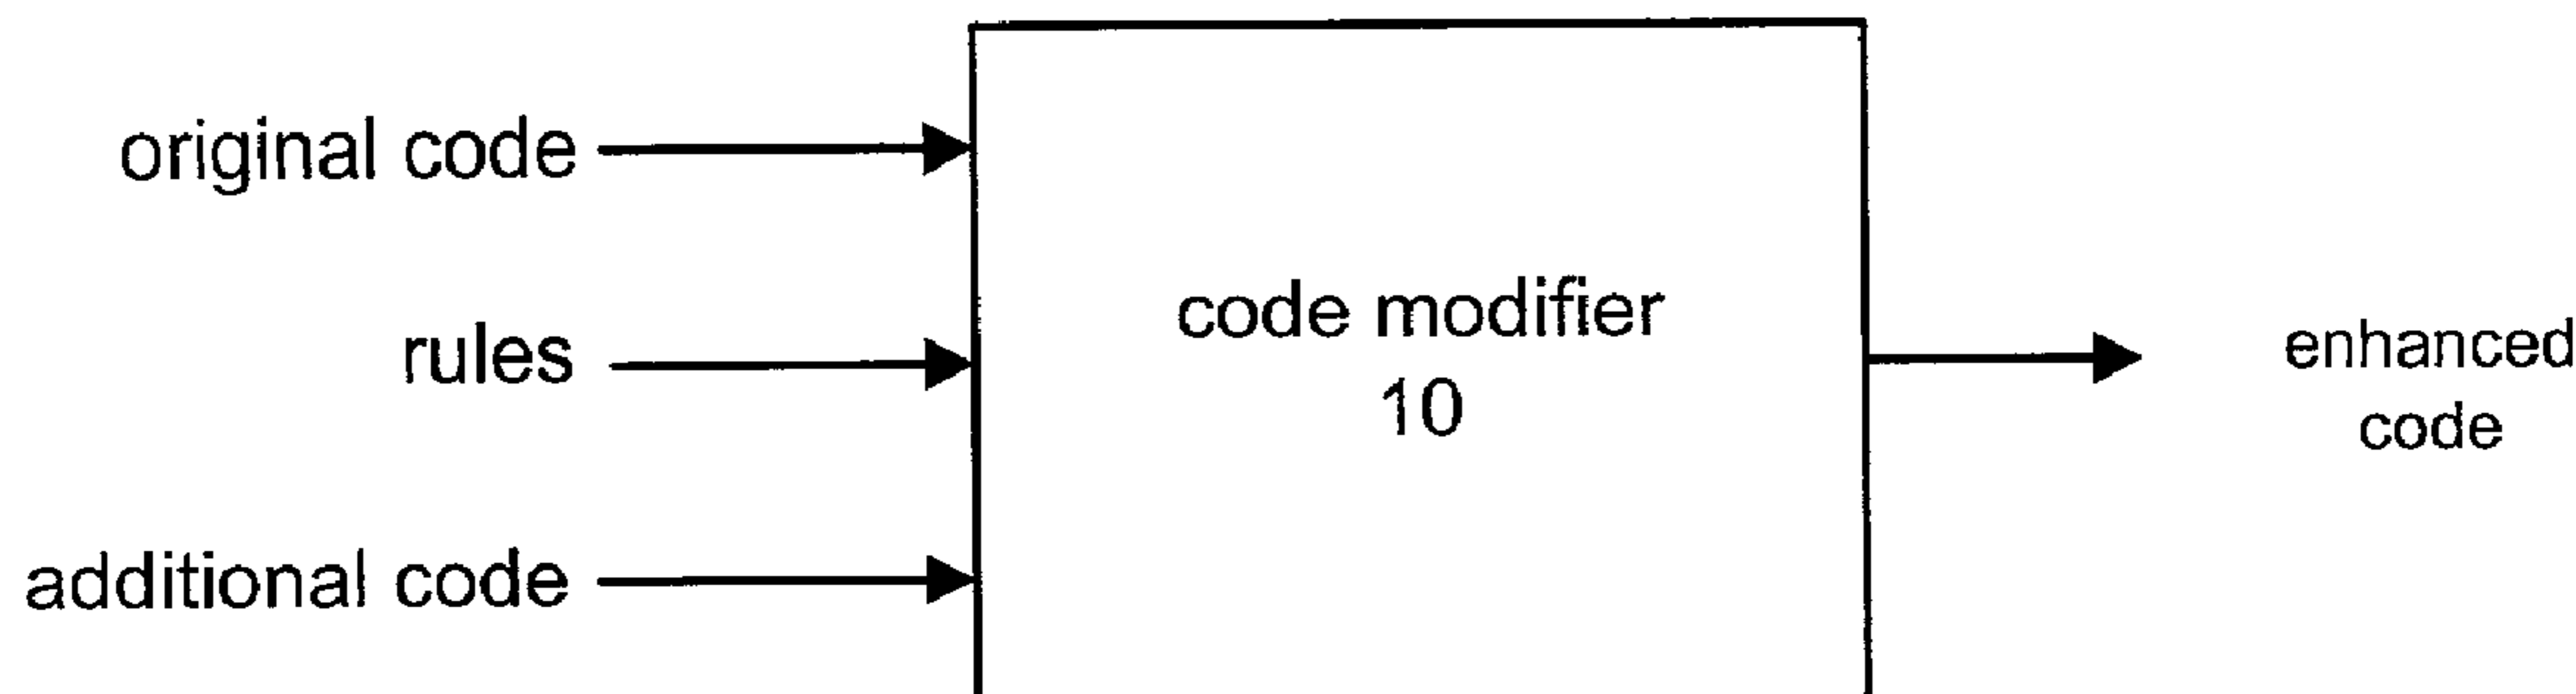 original code
rules
additional code
code modifier
10
enhanced
code